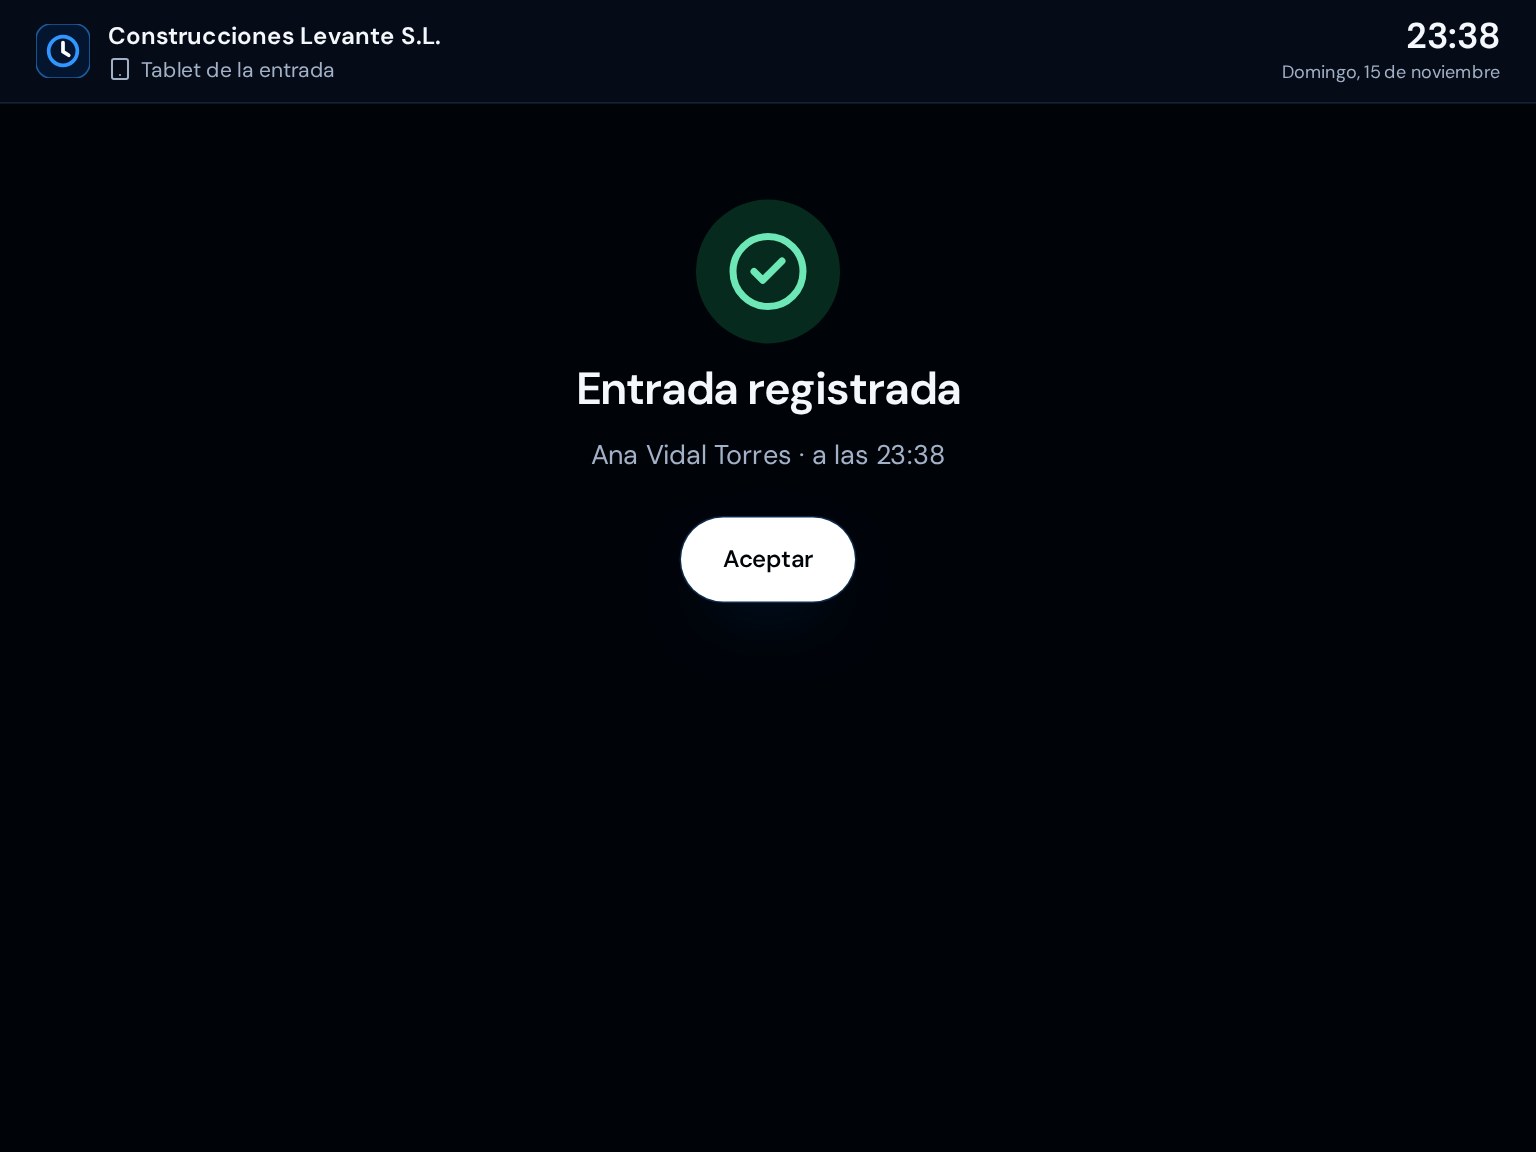 Construcciones Levante S.L.
Tablet de la entrada
23:38
Domingo, 15 de noviembre
Entrada registrada
Ana Vidal Torres · a las 23:38
Aceptar